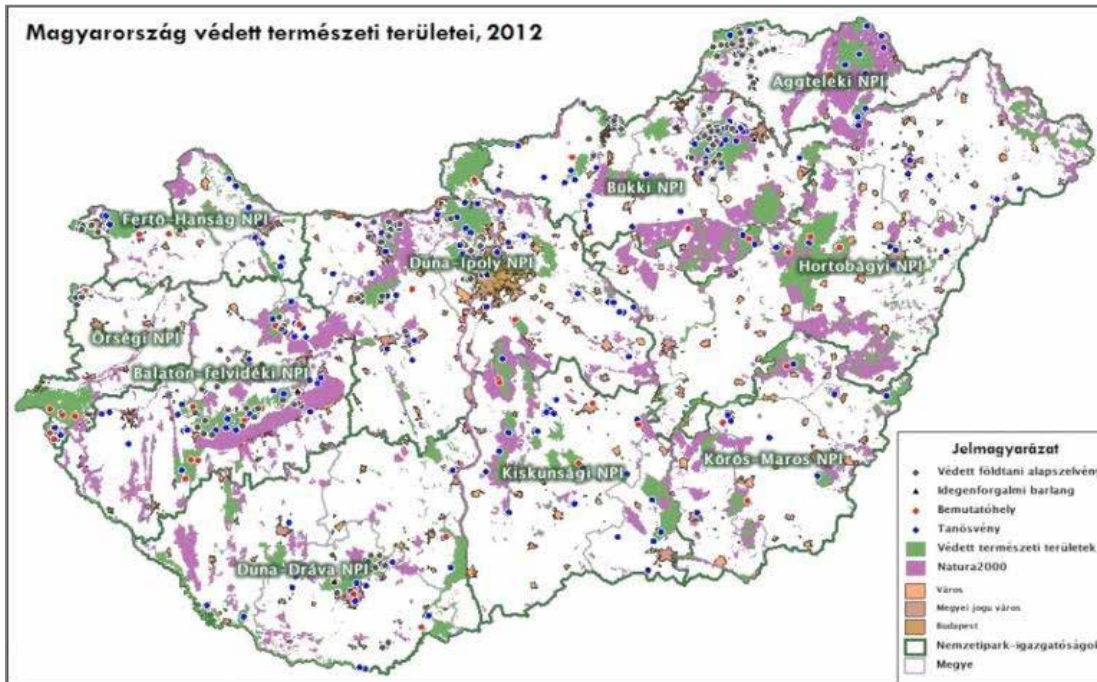 Magyarország védett természeti területei, 2012
Aggteleki NPI
Bükki NPI
Fertő-Hanság NPI
Duna-Ipoly NPI
Hortobágyi NPI
Őrségi NPI
Balaton-felvidéki NPI
Kiskunsági NPI
Körös-Maros NPI
Duna-Dráva NPI
Jelmagyarázat
Védett földtani alapszelvény
Idegenforgalmi barlang
Bemutatóhely
Tanösvény
Védett természeti területek
Natura2000
Város
Megyei jogu város
Budapest
Nemzetipark-igazgatóságok
Megye